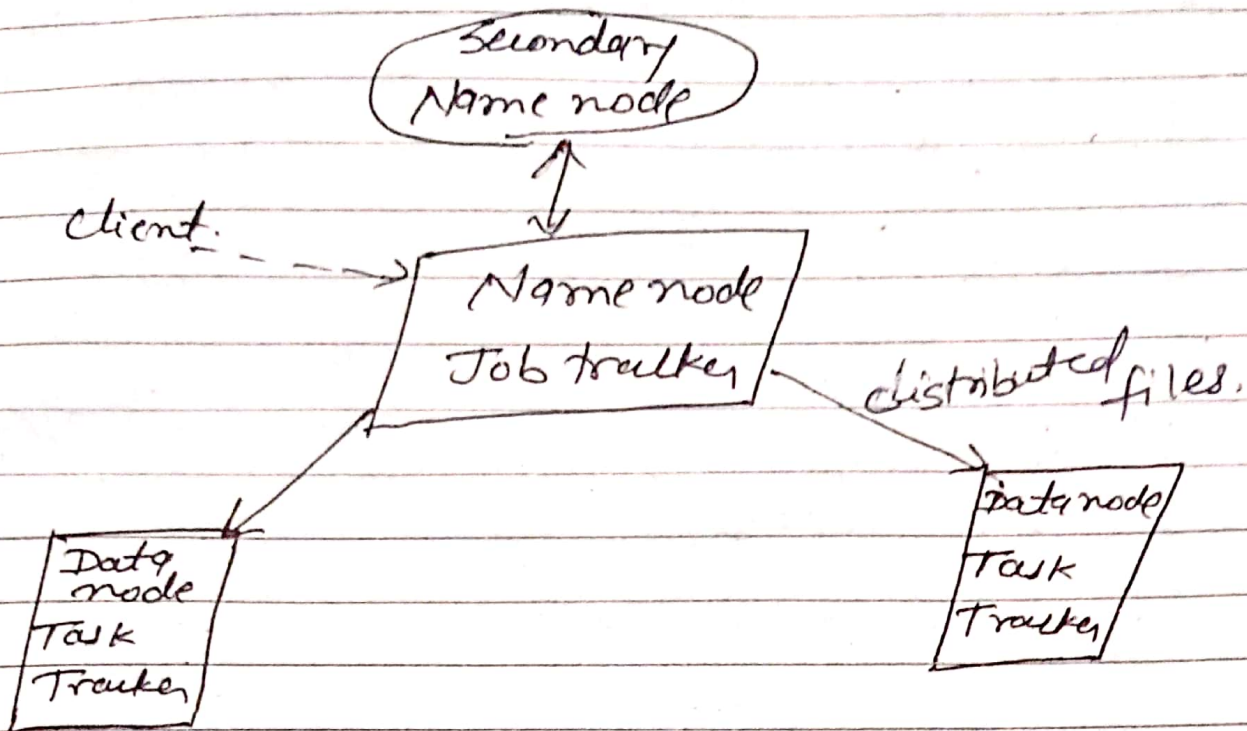 Secondary
Name node
Client.
Name node
Job tracker
distributed files.
Data node
Task
Tracker
Data
node
Task
Tracker